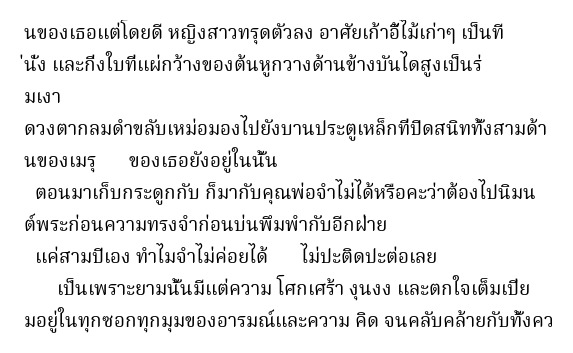 นของเธอแต่โดยดี หญิงสาวทรุดตัวลง อาศัยเก้าอี้ไม้เก่าๆ เป็นที
่นั่ง และกิ่งใบที่แผ่กว้างของต้นหูกวางด้านข้างบันไดสูงเป็นร่
มเงา
ดวงตากลมดำขลับเหม่อมองไปยังบานประตูเหล็กที่ปิดสนิททั้งสามด้า
นของเมรุ ของเธอยังอยู่ในนั้น
ตอนมาเก็บกระดูกกับ ก็มากับคุณพ่อจำไม่ได้หรือคะว่าต้องไปนิมน
ต์พระก่อนความทรงจำก่อนบ่นพึมพำกับอีกฝ่าย
แค่สามปีเอง ทำไมจำไม่ค่อยได้ ไม่ปะติดปะต่อเลย
เป็นเพราะยามนั้นมีแต่ความ โศกเศร้า งุนงง และตกใจเต็มเปี่ย
มอยู่ในทุกซอกทุกมุมของอารมณ์และความ คิด จนคลับคล้ายกับทั้งคว